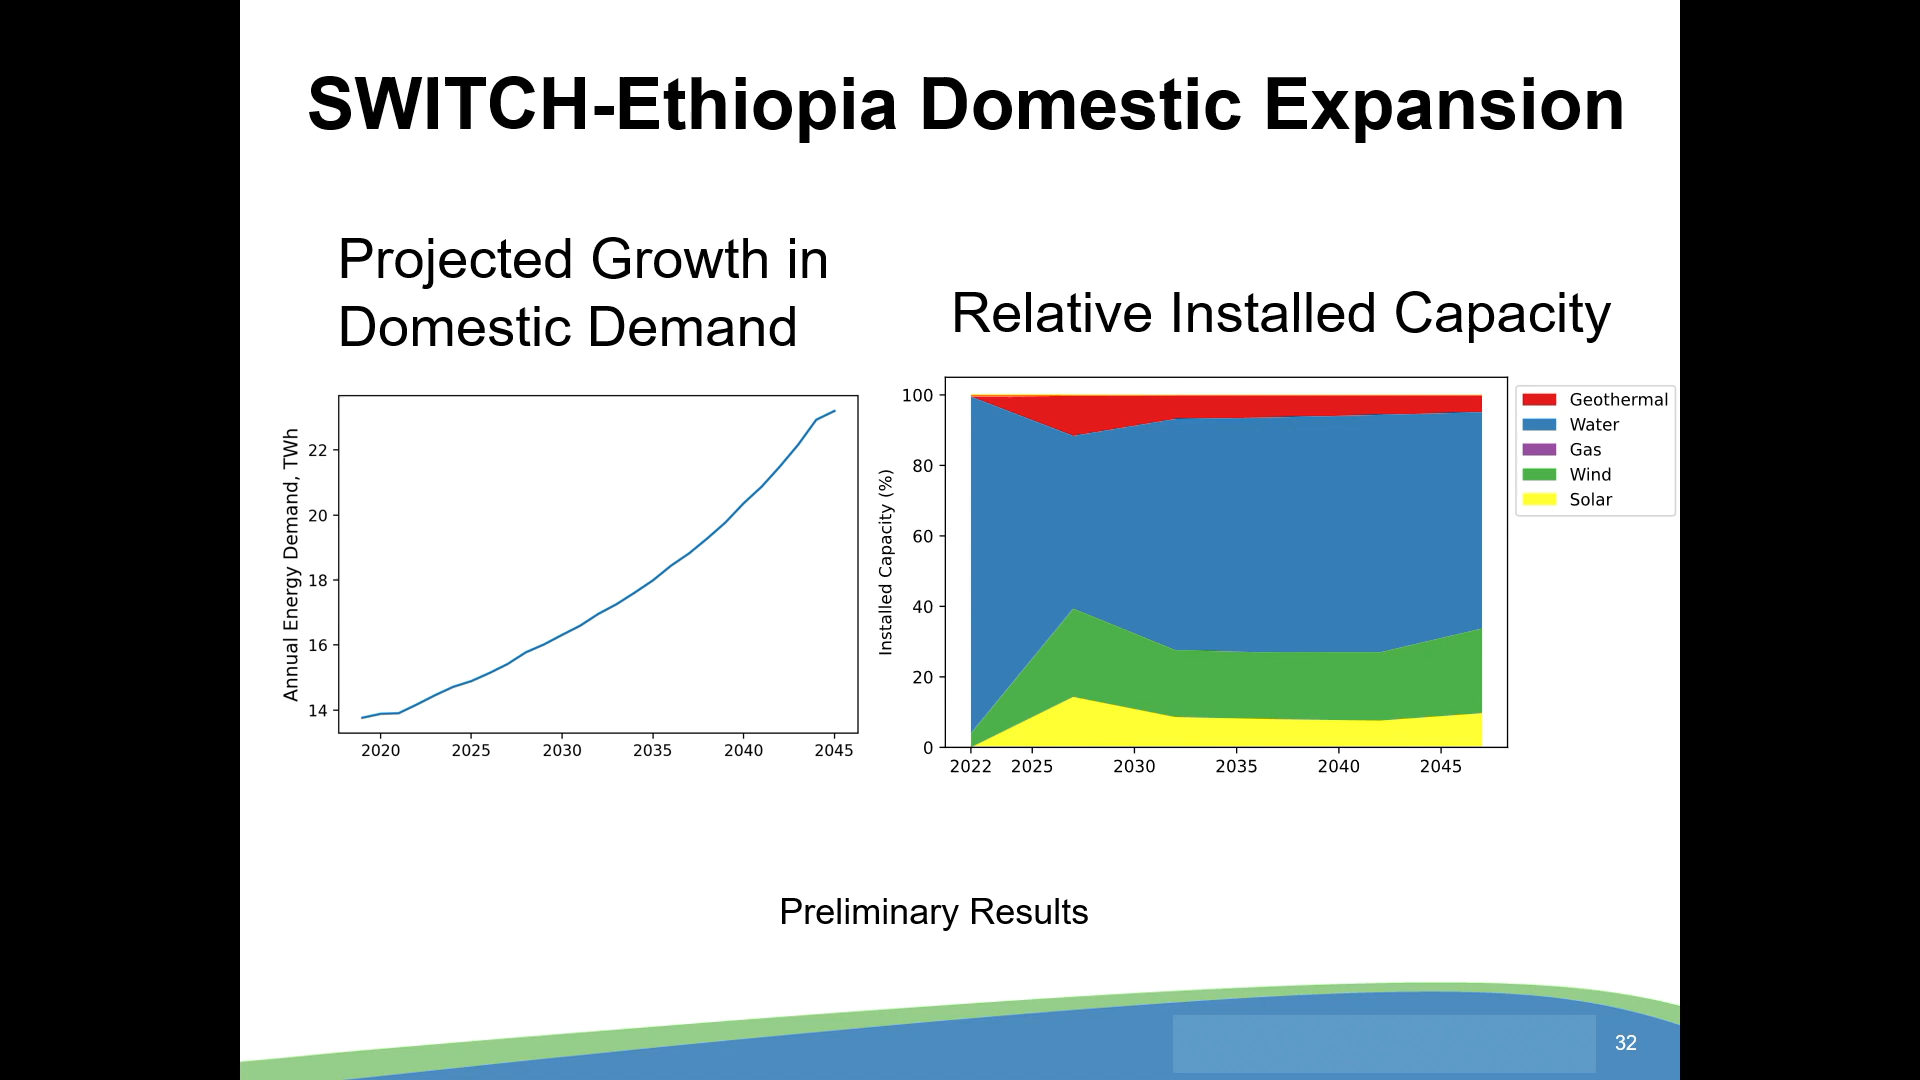 SWITCH-Ethiopia Domestic Expansion
Projected Growth in
Domestic Demand
Annual Energy Demand, TWh
22
20
18
16
14
2020 2025 2030 2035 2040 2045
Relative Installed Capacity
Installed Capacity (%)
100
80
60
40
20
0
2022 2025 2030 2035 2040 2045
Geothermal
Water
Gas
Wind
Solar
Preliminary Results
32